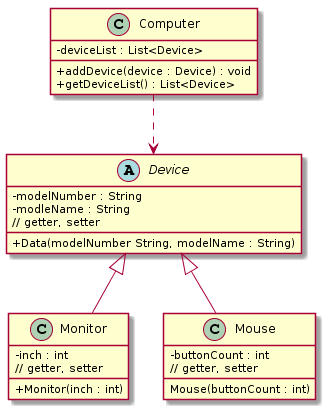 C Computer
-deviceList : List<Device>
+addDevice(device : Device) : void
+getDeviceList() : List<Device>
A Device
-modelNumber : String
-modleName : String
// getter, setter
+Data(modelNumber String, modelName : String)
C Monitor
-inch : int
// getter, setter
+Monitor(inch : int)
C Mouse
-buttonCount : int
// getter, setter
Mouse(buttonCount : int)